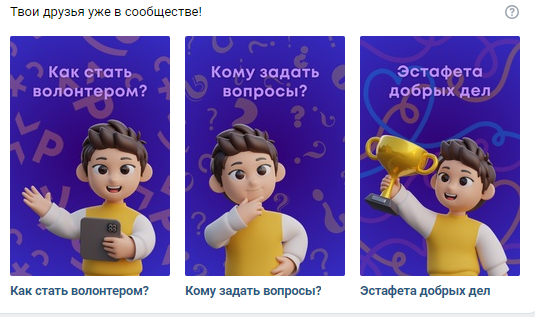 Твои друзья уже в сообществе!
?
Как стать
волонтером?
Кому задать
вопросы?
Эстафета
добрых дел
Как стать волонтером?
Кому задать вопросы?
Эстафета добрых дел